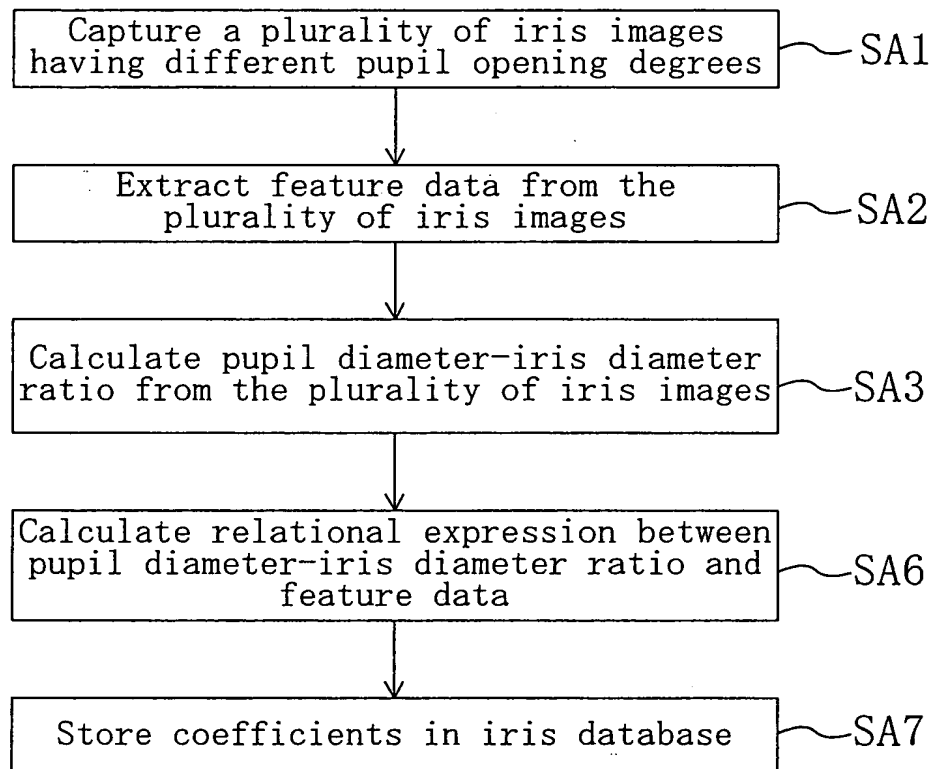 Capture a plurality of iris images
having different pupil opening degrees
SA1
Extract feature data from the
plurality of iris images
SA2
Calculate pupil diameter-iris diameter
ratio from the plurality of iris images
SA3
Calculate relational expression between
pupil diameter-iris diameter ratio and
feature data
SA6
Store coefficients in iris database
SA7